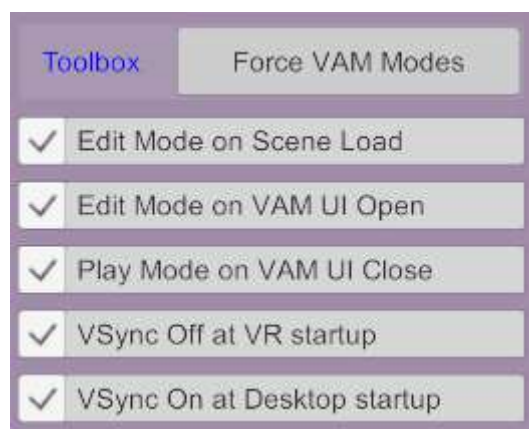 Toolbox Force VAM Modes
Edit Mode on Scene Load
Edit Mode on VAM UI Open
Play Mode on VAM UI Close
VSync Off at VR startup
VSync On at Desktop startup